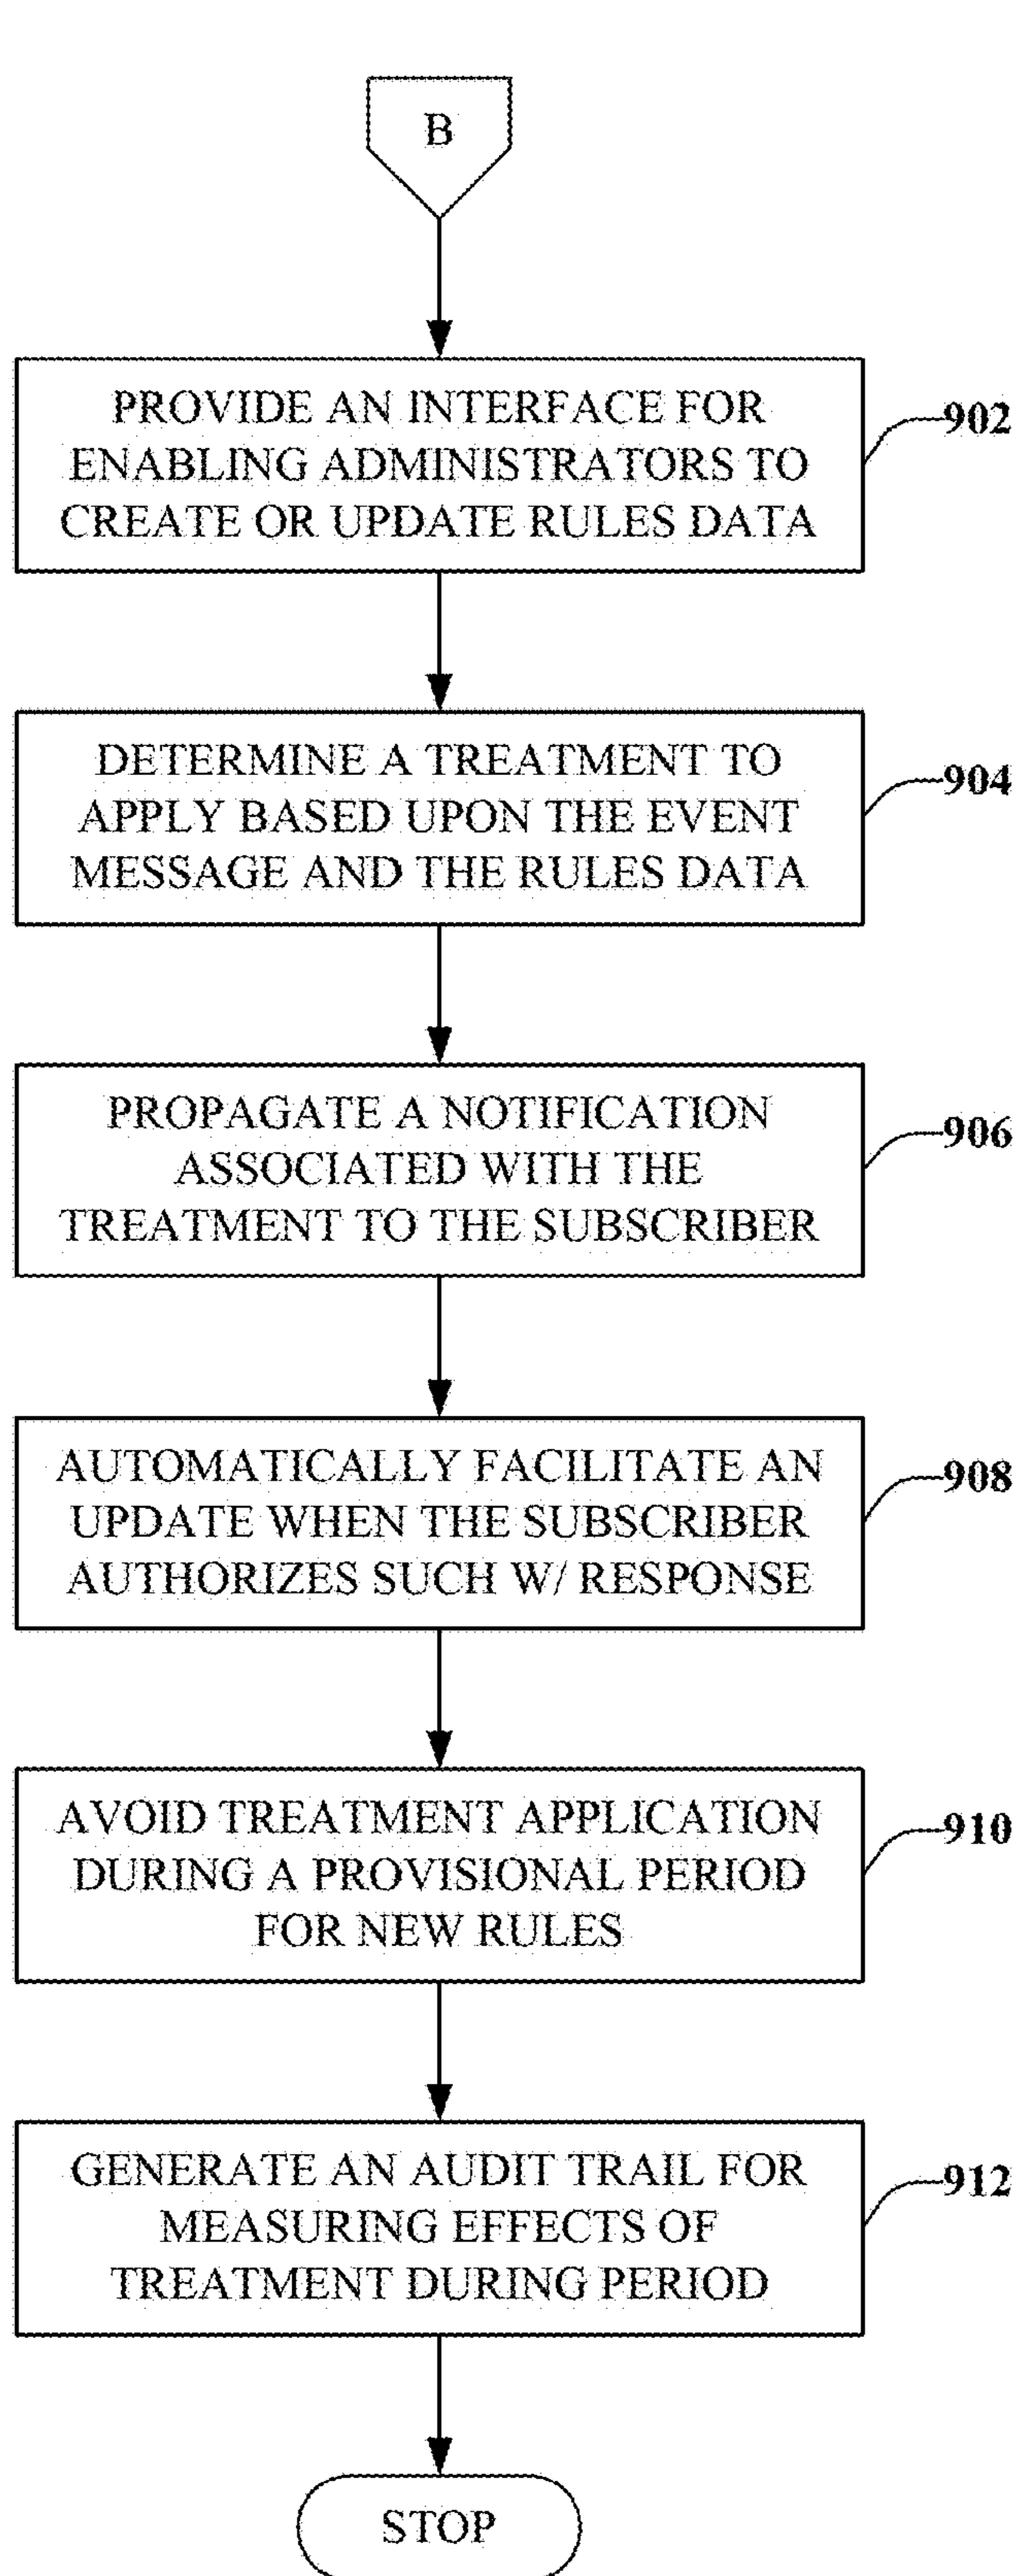 B
PROVIDE AN INTERFACE FOR
ENABLING ADMINISTRATORS TO
CREATE OR UPDATE RULES DATA
902
DETERMINE A TREATMENT TO
APPLY BASED UPON THE EVENT
MESSAGE AND THE RULES DATA
904
PROPAGATE A NOTIFICATION
ASSOCIATED WITH THE
TREATMENT TO THE SUBSCRIBER
906
AUTOMATICALLY FACILITATE AN
UPDATE WHEN THE SUBSCRIBER
AUTHORIZES SUCH W/ RESPONSE
908
AVOID TREATMENT APPLICATION
DURING A PROVISIONAL PERIOD
FOR NEW RULES
910
GENERATE AN AUDIT TRAIL FOR
MEASURING EFFECTS OF
TREATMENT DURING PERIOD
912
STOP